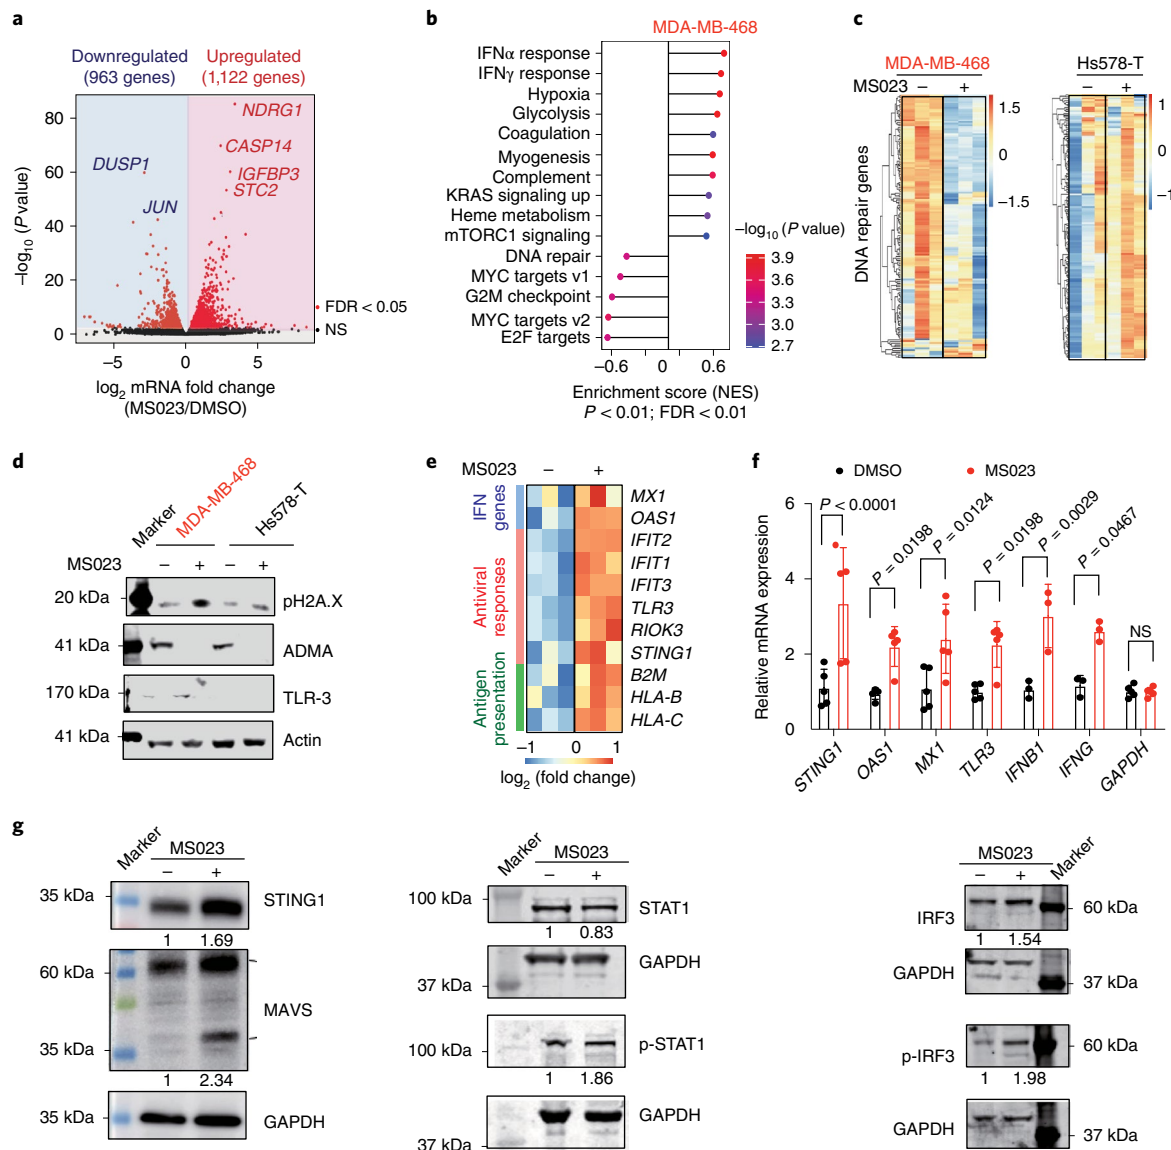 a
Downregulated
(963 genes)
Upregulated
(1,122 genes)
80
60
40
20
0
–log10 (P value)
NDRG1
CASP14
IGFBP3
STC2
DUSP1
JUN
FDR < 0.05
NS
–5
0
5
log2 mRNA fold change
(MS023/DMSO)
b
MDA-MB-468
IFNα response
IFNγ response
Hypoxia
Glycolysis
Coagulation
Myogenesis
Complement
KRAS signaling up
Heme metabolism
mTORC1 signaling
DNA repair
MYC targets v1
G2M checkpoint
MYC targets v2
E2F targets
–log10 (P value)
3.9
3.6
3.3
3.0
2.7
–0.6
0
0.6
Enrichment score (NES)
P < 0.01; FDR < 0.01
c
MDA-MB-468
Hs578-T
MS023 – +
– +
DNA repair genes
1.5
0
–1.5
1
0
–1
d
Marker
MDA-MB-468
Hs578-T
MS023 – + – +
20 kDa
pH2A.X
41 kDa
ADMA
170 kDa
TLR-3
41 kDa
Actin
e
MS023 – +
IFN
genes
Antiviral
responses
Antigen
presentation
MX1
OAS1
IFIT2
IFIT1
IFIT3
TLR3
RIOK3
STING1
B2M
HLA-B
HLA-C
–1 0 1
log2 (fold change)
f
DMSO
MS023
Relative mRNA expression
6
4
2
0
P < 0.0001
P = 0.0198
P = 0.0124
P = 0.0198
P = 0.0029
P = 0.0467
NS
STING1
OAS1
MX1
TLR3
IFNB1
IFNG
GAPDH
g
Marker
MS023
– +
35 kDa
STING1
1 1.69
60 kDa
MAVS
35 kDa
1 2.34
35 kDa
GAPDH
Marker
MS023
– +
100 kDa
STAT1
1 0.83
GAPDH
37 kDa
100 kDa
p-STAT1
1 1.86
GAPDH
37 kDa
MS023
– +
Marker
IRF3
60 kDa
1 1.54
GAPDH
37 kDa
p-IRF3
60 kDa
1 1.98
GAPDH
37 kDa